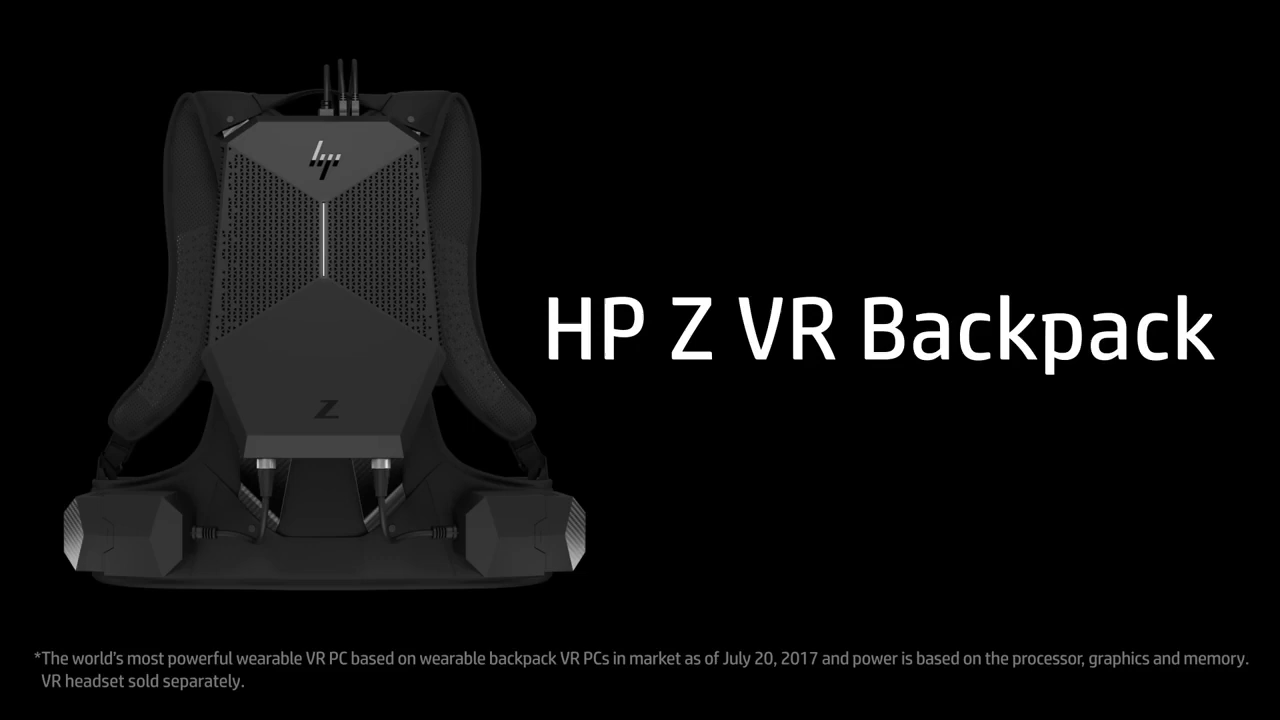 hp
HP Z VR Backpack
Z
*The world's most powerful wearable VR PC based on wearable backpack VR PCs in market as of July 20, 2017 and power is based on the processor, graphics and memory.
VR headset sold separately.